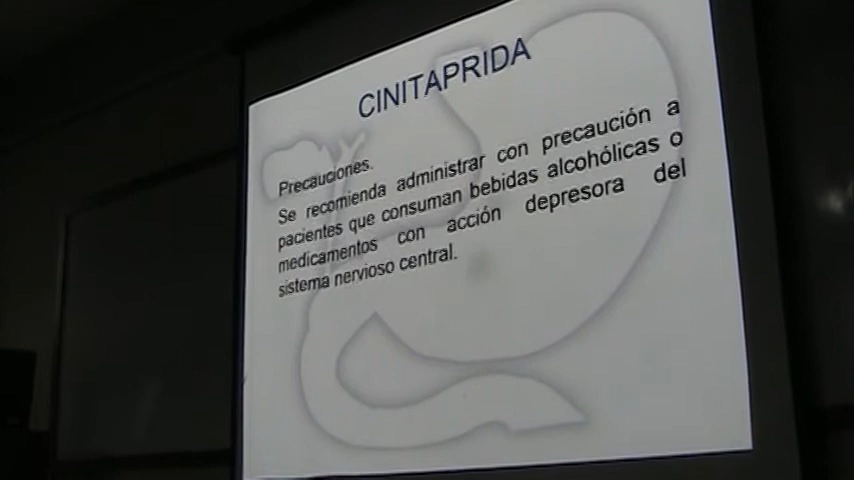 CINITAPRIDA
Precauciones.
Se recomienda administrar con precaución a
pacientes que consuman bebidas alcohólicas o
medicamentos con acción depresora del
sistema nervioso central.